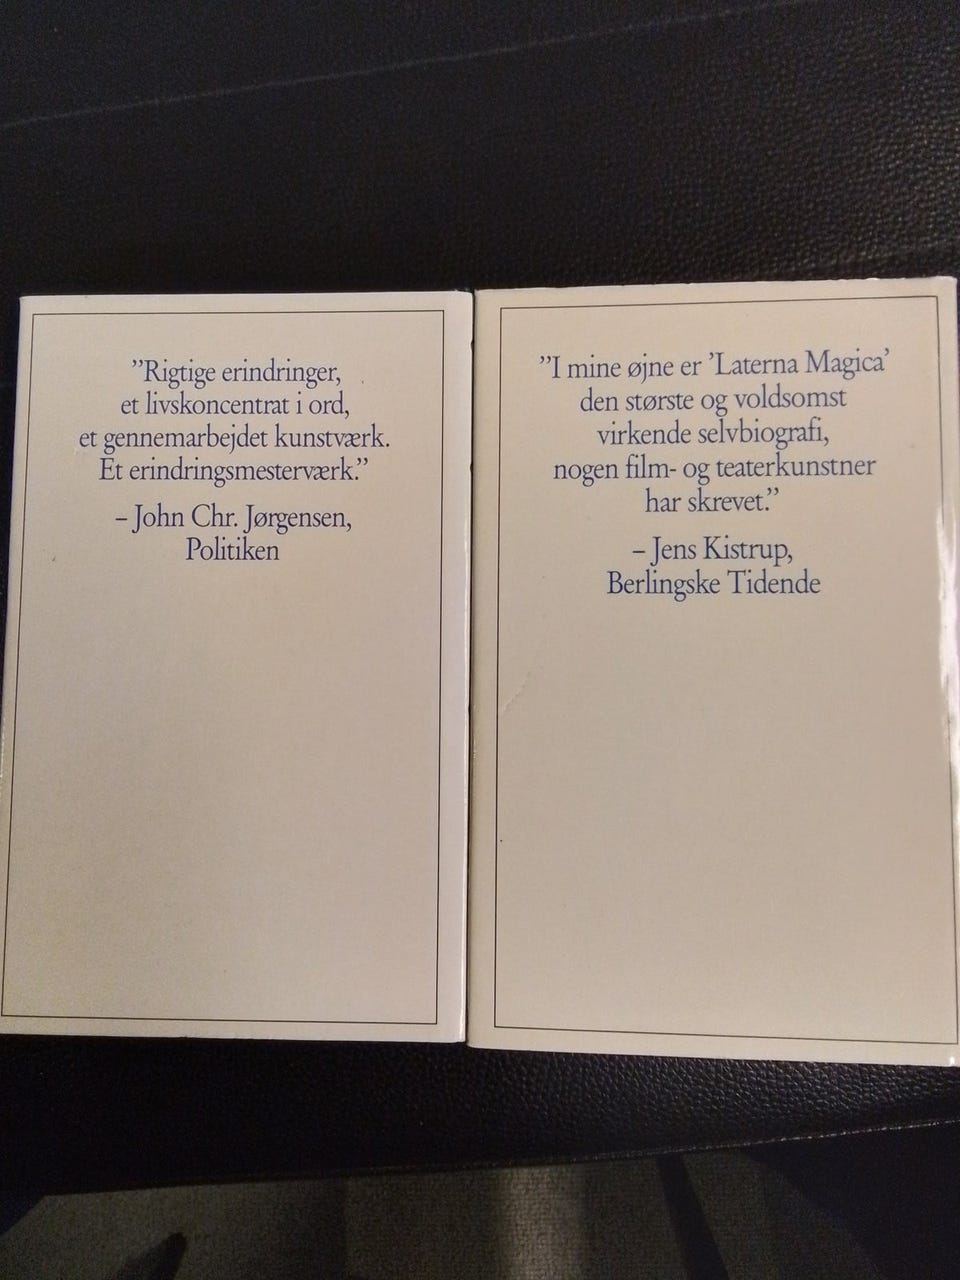 ”Rigtige erindringer,
et livskoncentrat i ord,
et gennemarbejdet kunstværk.
Et erindringsmesterværk.”
– John Chr. Jørgensen,
Politiken
”I mine øjne er ’Laterna Magica’
den største og voldsomst
virkende selvbiografi,
nogen film- og teaterkunstner
har skrevet.”
– Jens Kistrup,
Berlingske Tidende